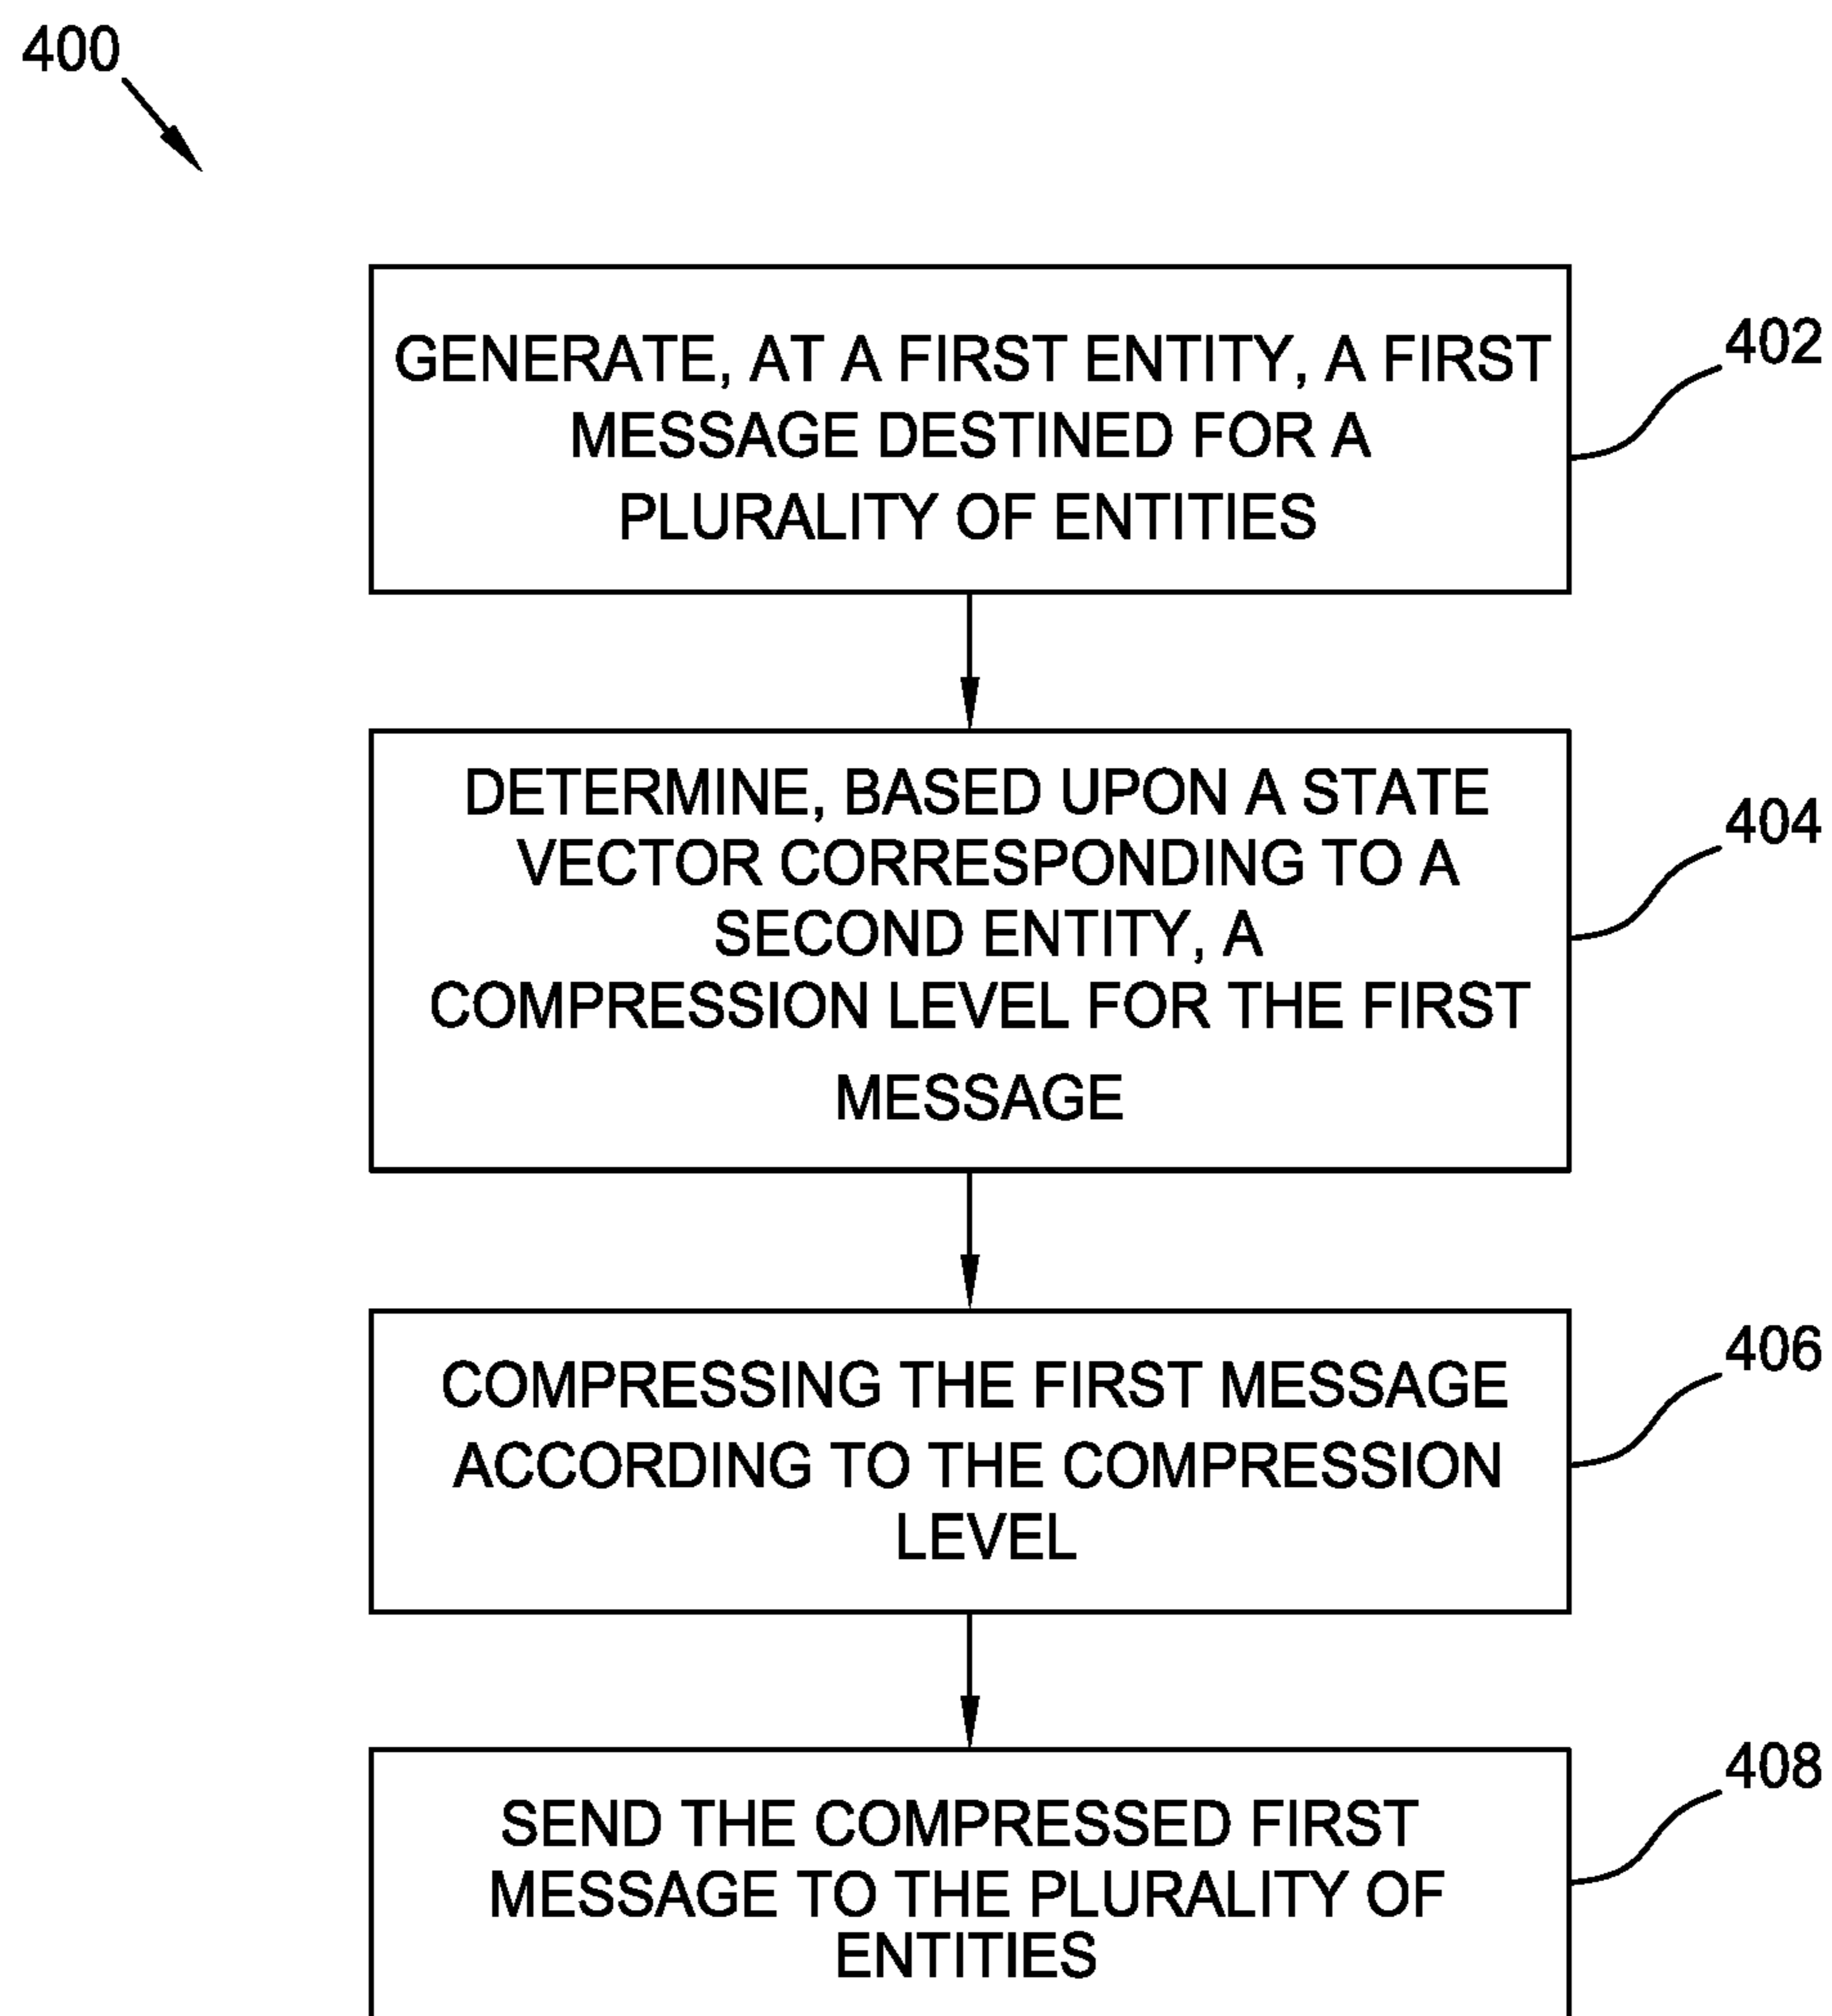 400
GENERATE, AT A FIRST ENTITY, A FIRST
MESSAGE DESTINED FOR A
PLURALITY OF ENTITIES
402
DETERMINE, BASED UPON A STATE
VECTOR CORRESPONDING TO A
SECOND ENTITY, A
COMPRESSION LEVEL FOR THE FIRST
MESSAGE
404
COMPRESSING THE FIRST MESSAGE
ACCORDING TO THE COMPRESSION
LEVEL
406
SEND THE COMPRESSED FIRST
MESSAGE TO THE PLURALITY OF
ENTITIES
408